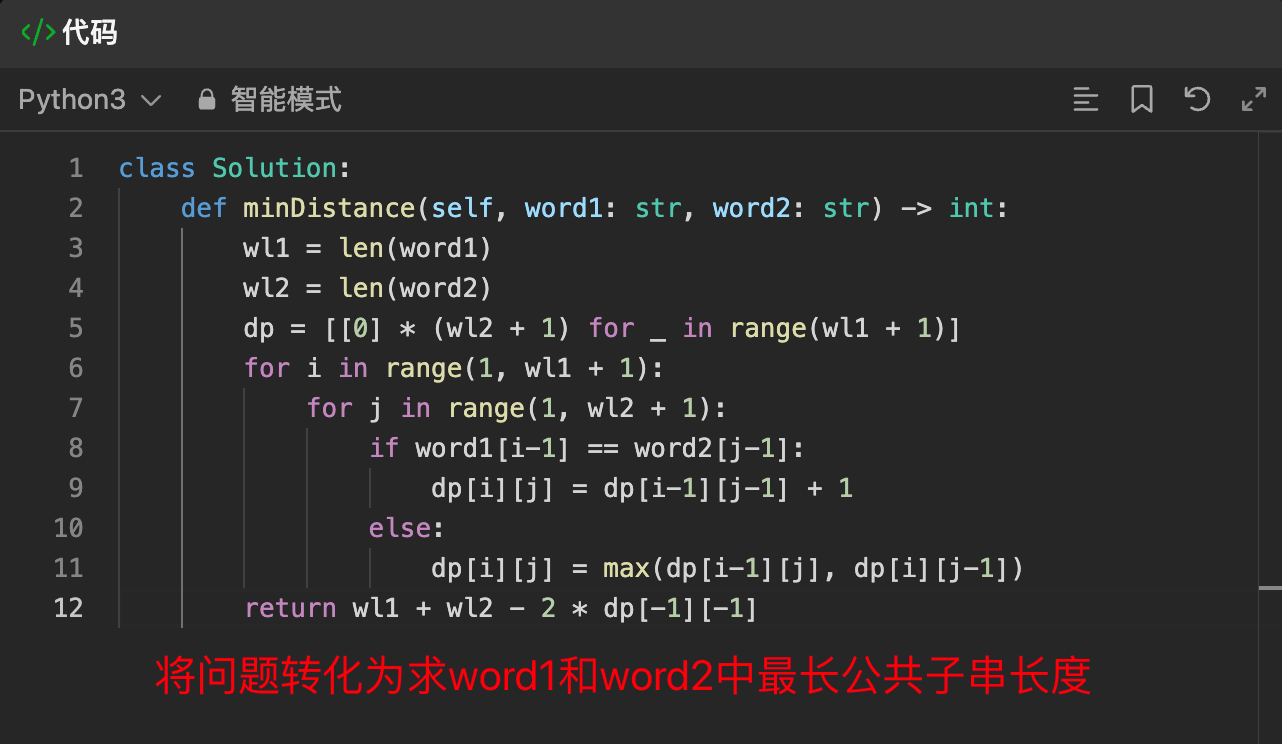 </> 代码
Python3 智能模式
1 class Solution:
2     def minDistance(self, word1: str, word2: str) -> int:
3         wl1 = len(word1)
4         wl2 = len(word2)
5         dp = [[0] * (wl2 + 1) for _ in range(wl1 + 1)]
6         for i in range(1, wl1 + 1):
7             for j in range(1, wl2 + 1):
8                 if word1[i-1] == word2[j-1]:
9                     dp[i][j] = dp[i-1][j-1] + 1
10                 else:
11                     dp[i][j] = max(dp[i-1][j], dp[i][j-1])
12         return wl1 + wl2 - 2 * dp[-1][-1]
将问题转化为求word1和word2中最长公共子串长度